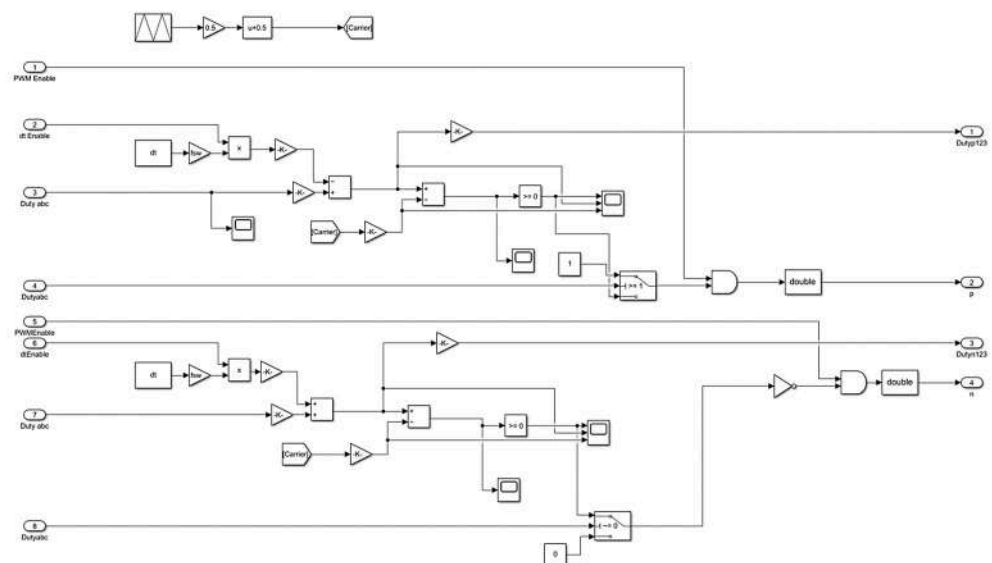 0.5
u+0.5
[Carrier]
1
PWM Enable
2
dt Enable
dt
fsw
x
-K-
-K-
1
Dutyp123
3
Duty abc
-K-
-
+
+
-
>= 0
[Carrier]
-K-
1
4
Dutyabc
>= 1
double
2
P
5
PWMEnable
6
dtEnable
-K-
3
Dutyn123
dt
fsw
x
-K-
double
4
n
7
Duty abc
-K-
+
+
+
-
>= 0
[Carrier]
-K-
8
Dutyabc
~= 0
0